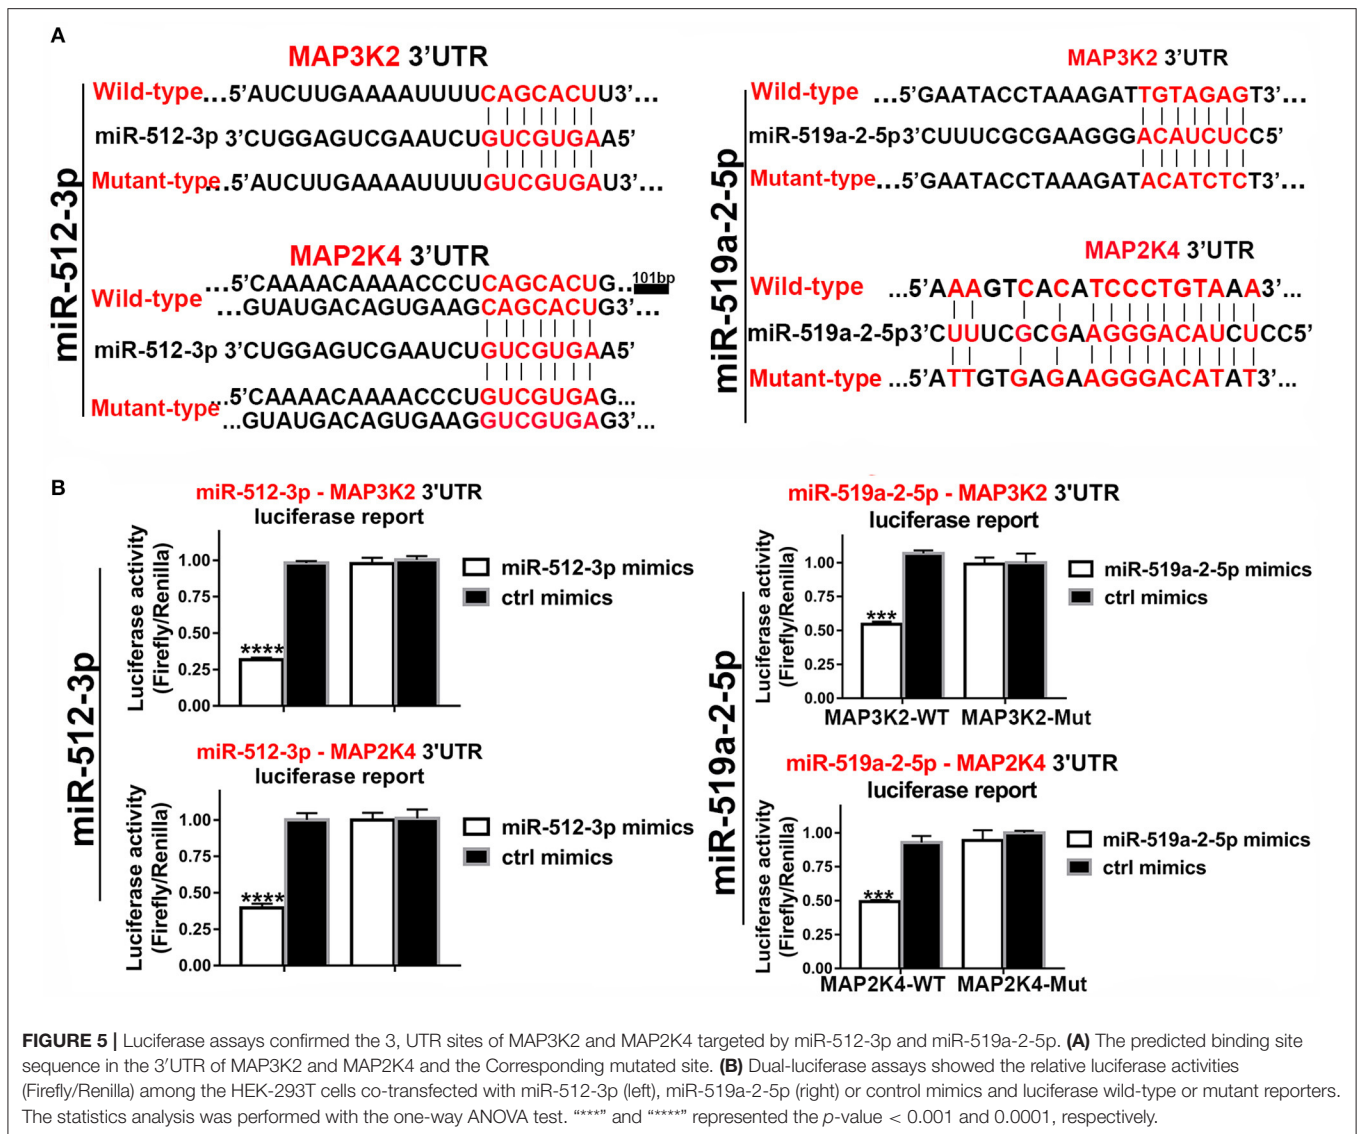 A
MAP3K2 3'UTR
Wild-type...5'AUCUUGAAAAUUUUCAGCACUU3'...
miR-512-3p 3'CUGGAGUCGAAUCUGUCGUGAA5'
Mutant-type...5'AUCUUGAAAAUUUUGUCGUGAU3'...
MAP2K4 3'UTR
...5'CAAAACAAAACCCUCAGCACUG..101bp
Wild-type
...GUAUGACAGUGAAGCAGCACUG3'...
miR-512-3p 3'CUGGAGUCGAAUCUGUCGUGAA5'
...5'CAAAACAAAACCCUGUCGUGAG...
Mutant-type
...GUAUGACAGUGAAGGUCGUGAG3'...
miR-512-3p
MAP3K2 3'UTR
Wild-type ...5'GAATACCTAAAGATTGTAGAGT3'...
miR-519a-2-5p3'CUUUCGCGAAGGGACAUCUCC5'
Mutant-type...5'GAATACCTAAAGATACATCTCT3'...
MAP2K4 3'UTR
Wild-type ...5'AAAGTCACATCCCTGTAAA3'...
miR-519a-2-5p3'CUUUCGCGAAGGGACAUCUCC5'
Mutant-type ...5'ATTGTGAGAAGGGACATAT3'...
miR-519a-2-5p
B
miR-512-3p - MAP3K2 3'UTR
luciferase report
Luciferase activity
(Firefly/Renilla)
1.00
0.75
0.50
0.25
0.00
****
miR-512-3p mimics
ctrl mimics
miR-512-3p - MAP2K4 3'UTR
luciferase report
Luciferase activity
(Firefly/Renilla)
1.00
0.75
0.50
0.25
0.00
****
miR-512-3p mimics
ctrl mimics
miR-512-3p
miR-519a-2-5p - MAP3K2 3'UTR
luciferase report
Luciferase activity
(Firefly/Renilla)
1.00
0.75
0.50
0.25
0.00
***
MAP3K2-WT MAP3K2-Mut
miR-519a-2-5p mimics
ctrl mimics
miR-519a-2-5p - MAP2K4 3'UTR
luciferase report
Luciferase activity
(Firefly/Renilla)
1.00
0.75
0.50
0.25
0.00
***
MAP2K4-WT MAP2K4-Mut
miR-519a-2-5p mimics
ctrl mimics
miR-519a-2-5p
FIGURE 5 | Luciferase assays confirmed the 3, UTR sites of MAP3K2 and MAP2K4 targeted by miR-512-3p and miR-519a-2-5p. (A) The predicted binding site
sequence in the 3′UTR of MAP3K2 and MAP2K4 and the Corresponding mutated site. (B) Dual-luciferase assays showed the relative luciferase activities
(Firefly/Renilla) among the HEK-293T cells co-transfected with miR-512-3p (left), miR-519a-2-5p (right) or control mimics and luciferase wild-type or mutant reporters.
The statistics analysis was performed with the one-way ANOVA test. “***” and “****” represented the p-value < 0.001 and 0.0001, respectively.